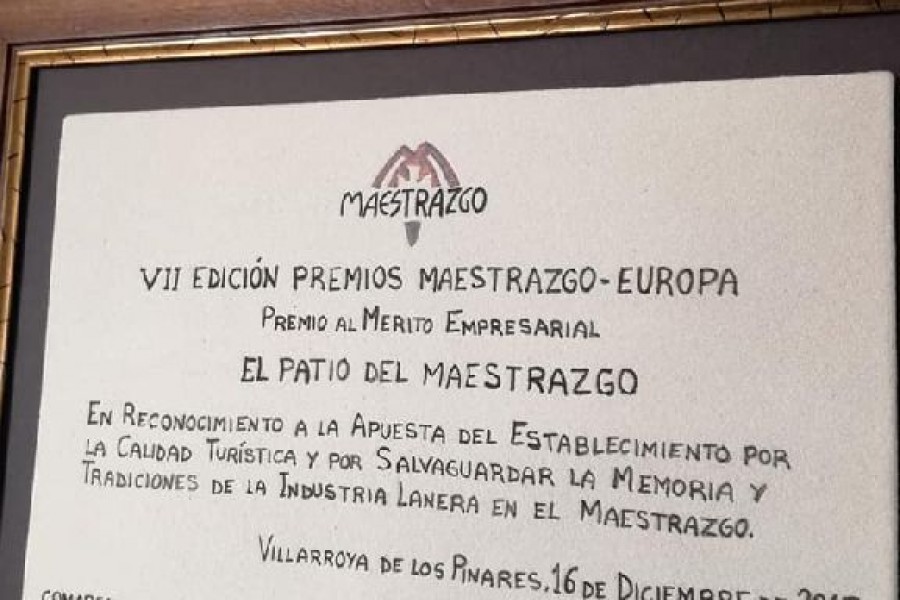 MAESTRAZGO
VII EDICIÓN PREMIOS MAESTRAZGO-EUROPA
PREMIO AL MERITO EMPRESARIAL
EL PATIO DEL MAESTRAZGO
EN RECONOCIMIENTO A LA APUESTA DEL ESTABLECIMIENTO POR
LA CALIDAD TURÍSTICA Y POR SALVAGUARDAR LA MEMORIA Y
TRADICIONES DE LA INDUSTRIA LANERA EN EL MAESTRAZGO.
VILLARROYA DE LOS PINARES, 16 DE DICIEMBRE DE